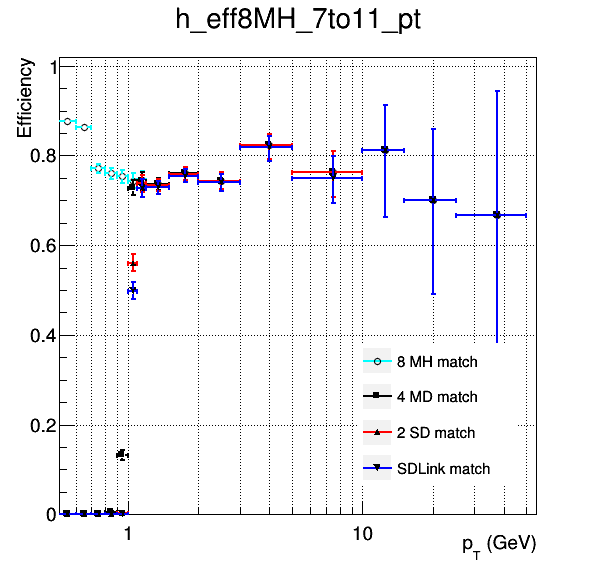 h_eff8MH_7to11_pt
Efficiency
1
0.8
0.6
0.4
0.2
0
8 MH match
4 MD match
2 SD match
SDLink match
1
10
p_T (GeV)